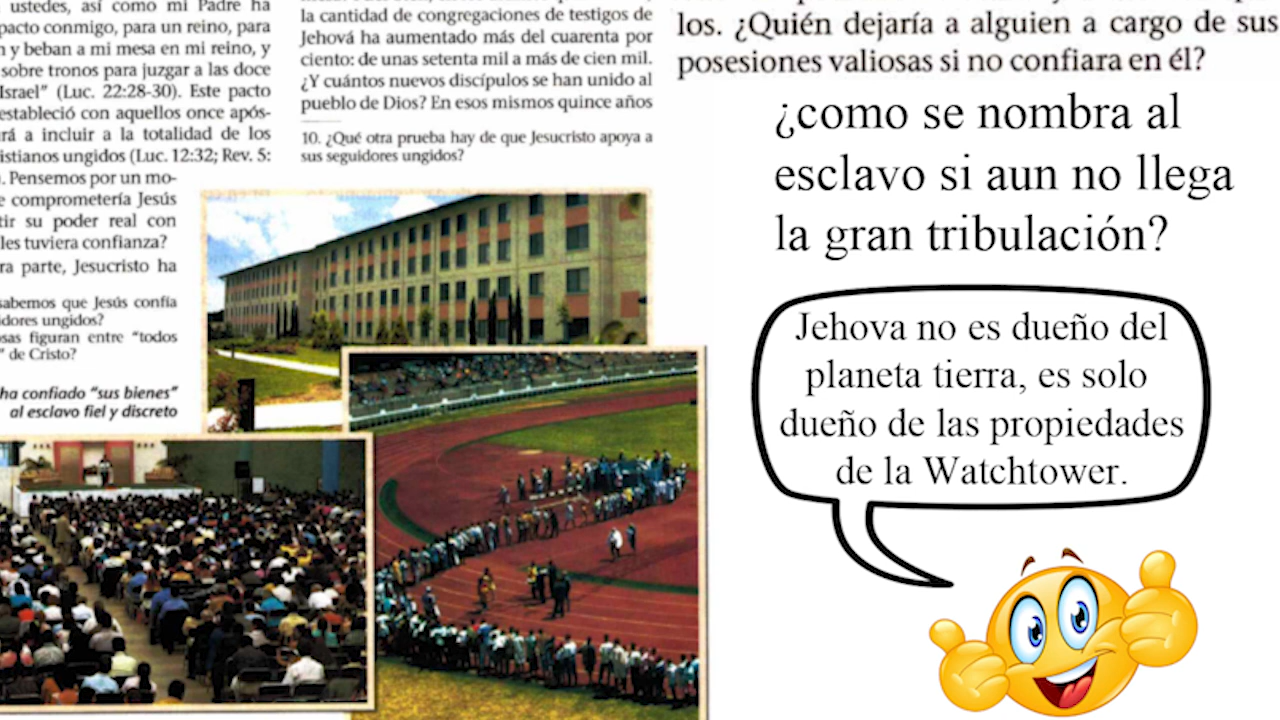 ustedes, así como mi Padre ha
pacto conmigo, para un reino, para
y beban a mi mesa en mi reino, y
sobre tronos para juzgar a las doce
Israel” (Luc. 22:28-30). Este pacto
estableció con aquellos once após-
a incluir a la totalidad de los
istianos ungidos (Luc. 12:32; Rev. 5:
. Pensemos por un mo-
comprometería Jesús
tir su poder real con
les tuviera confianza?
ra parte, Jesucristo ha
sabemos que Jesús confía
dores ungidos?
osas figuran entre “todos
” de Cristo?
ha confiado “sus bienes”
al esclavo fiel y discreto
la cantidad de congregaciones de testigos de
Jehová ha aumentado más del cuarenta por
ciento: de unas setenta mil a más de cien mil.
¿Y cuántos nuevos discípulos se han unido al
pueblo de Dios? En esos mismos quince años
10. ¿Qué otra prueba hay de que Jesucristo apoya a
sus seguidores ungidos?
los. ¿Quién dejaría a alguien a cargo de sus
posesiones valiosas si no confiara en él?
¿como se nombra al
esclavo si aun no llega
la gran tribulación?
Jehova no es dueño del
planeta tierra, es solo
dueño de las propiedades
de la Watchtower.